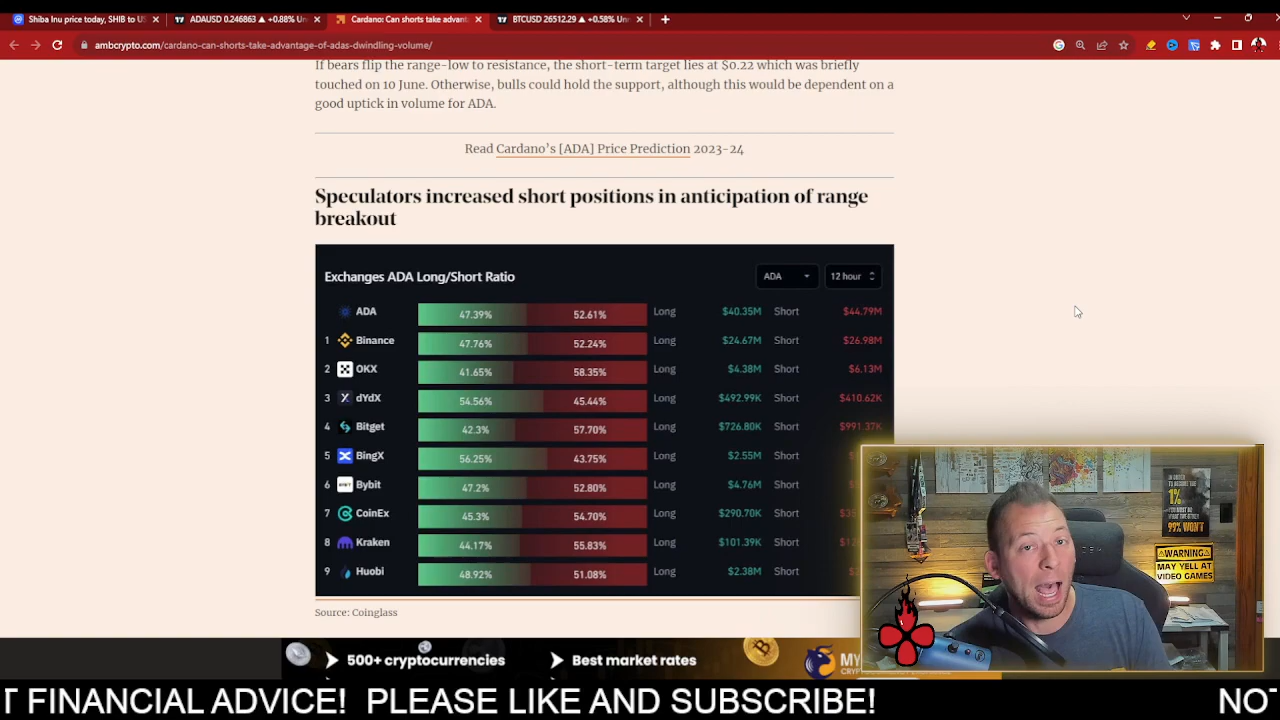 Shiba Inu price today, SHIB to US
ADAUSD 0.246863 ▲ +0.88% Un
Cardano: Can shorts take advant
BTCUSD 26512.29 ▲ +0.58% Un
ambcrypto.com/cardano-can-shorts-take-advantage-of-adas-dwindling-volume/
If bears flip the range-low to resistance, the short-term target lies at $0.22 which was briefly
touched on 10 June. Otherwise, bulls could hold the support, although this would be dependent on a
good uptick in volume for ADA.
Read Cardano's [ADA] Price Prediction 2023-24
Speculators increased short positions in anticipation of range
breakout
Exchanges ADA Long/Short Ratio ADA 12 hour
ADA 47.39% 52.61% Long $40.35M Short $44.79M
1 Binance 47.76% 52.24% Long $24.67M Short $26.98M
2 OKX 41.65% 58.35% Long $4.38M Short $6.13M
3 dYdX 54.56% 45.44% Long $492.99K Short $410.62K
4 Bitget 42.3% 57.70% Long $726.80K Short $991.37K
5 BingX 56.25% 43.75% Long $2.55M Short
6 Bybit 47.2% 52.80% Long $4.76M Short
7 CoinEx 45.3% 54.70% Long $290.70K Short
8 Kraken 44.17% 55.83% Long $101.39K Short
9 Huobi 48.92% 51.08% Long $2.38M Short
Source: Coinglass
IN ORDER
1%
99% WON'T
WARNING
MAY YELL AT
VIDEO GAMES
500+ cryptocurrencies
Best market rates
MY
T FINANCIAL ADVICE! PLEASE LIKE AND SUBSCRIBE! NOT